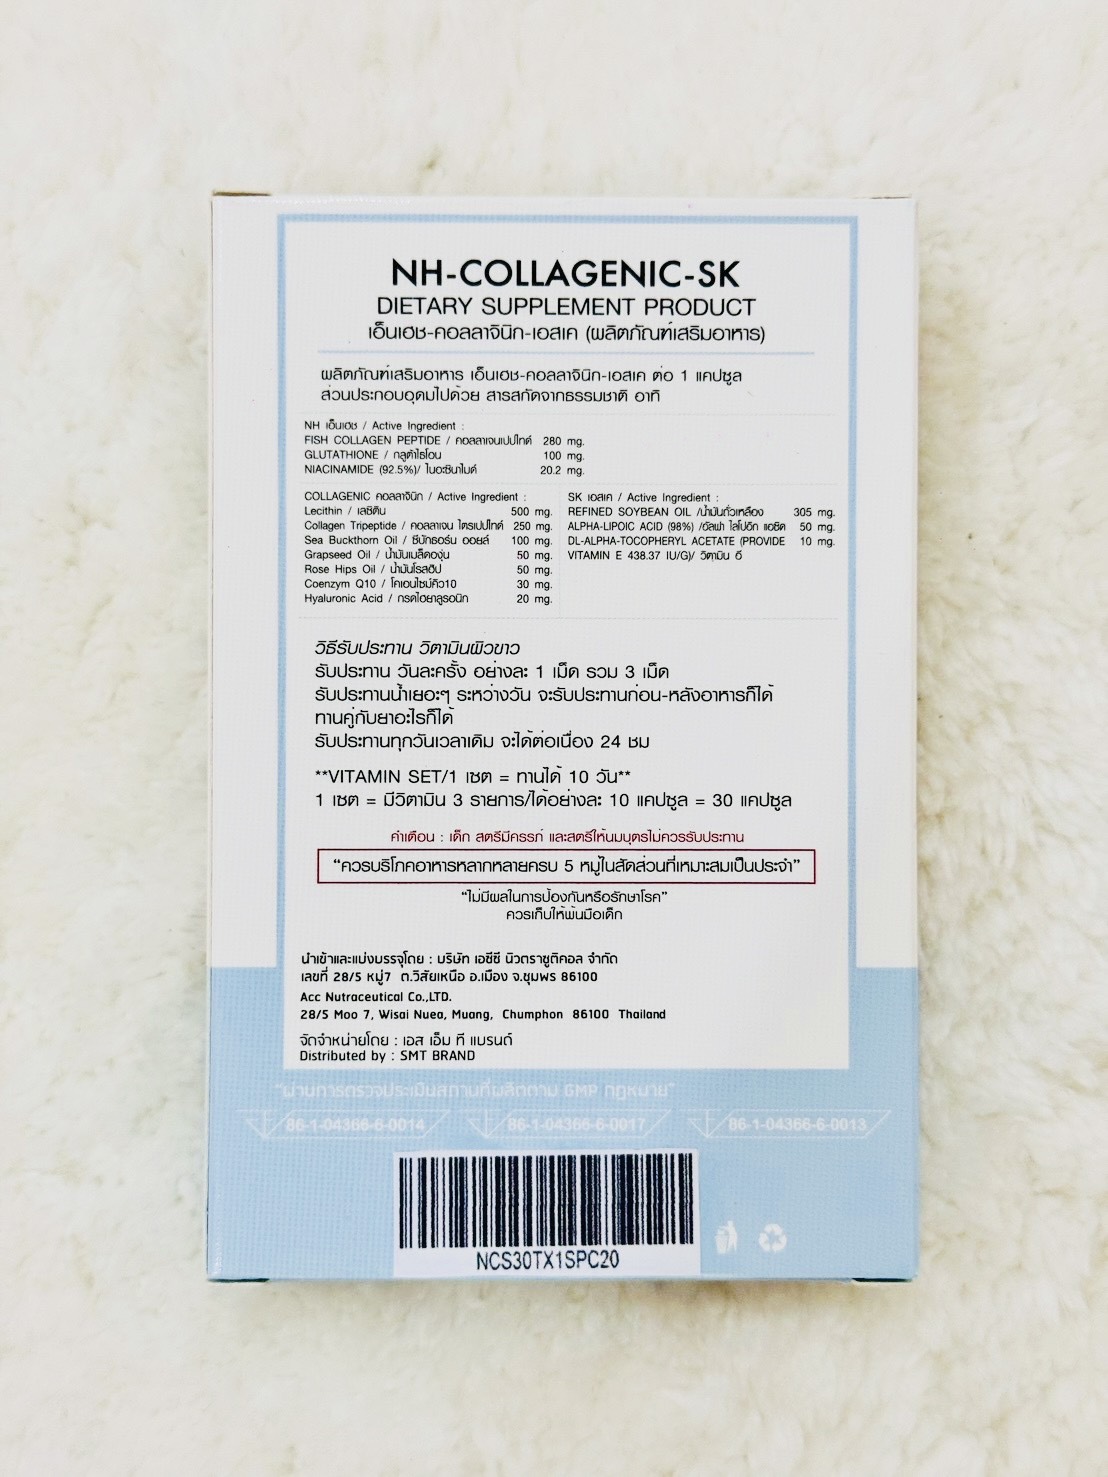 NH-COLLAGENIC-SK
DIETARY SUPPLEMENT PRODUCT
เอ็นเฮช-คอลลาจินิก-เอสเค (ผลิตภัณฑ์เสริมอาหาร)
ผลิตภัณฑ์เสริมอาหาร เอ็นเฮช-คอลลาจินิก-เอสเค ต่อ 1 แคปซูล
ส่วนประกอบอุดมไปด้วย สารสกัดจากธรรมชาติ อาทิ
NH เอ็นเฮช / Active Ingredient :
FISH COLLAGEN PEPTIDE / คอลลาเจนเปปไทด์ 280 mg.
GLUTATHIONE / กลูต้าไธโอน 100 mg.
NIACINAMIDE (92.5%)/ ไนอะซินาไมด์ 20.2 mg.
COLLAGENIC คอลลาจินิก / Active Ingredient :
Lecithin / เลซิติน 500 mg.
Collagen Tripeptide / คอลลาเจน ไตรเปปไทด์ 250 mg.
Sea Buckthorn Oil / ซีบักธอร์น ออยล์ 100 mg.
Grapseed Oil / น้ำมันเมล็ดองุ่น 50 mg.
Rose Hips Oil / น้ำมันโรสฮิป 50 mg.
Coenzym Q10 / โคเอนไซม์คิว10 30 mg.
Hyaluronic Acid / กรดไฮยาลูรอนิก 20 mg.
SK เอสเค / Active Ingredient :
REFINED SOYBEAN OIL /น้ำมันถั่วเหลือง 305 mg.
ALPHA-LIPOIC ACID (98%) /อัลฟา ไลโปอิก แอซิด 50 mg.
DL-ALPHA-TOCOPHERYL ACETATE (PROVIDE 10 mg.
VITAMIN E 438.37 IU/G)/ วิตามิน อี
วิธีรับประทาน วิตามินผิวขาว
รับประทาน วันละครั้ง อย่างละ 1 เม็ด รวม 3 เม็ด
รับประทานน้ำเยอะๆ ระหว่างวัน จะรับประทานก่อน-หลังอาหารก็ได้
ทานคู่กับยาอะไรก็ได้
รับประทานทุกวันเวลาเดิม จะได้ต่อเนื่อง 24 ชม
**VITAMIN SET/1 เซต = ทานได้ 10 วัน**
1 เซต = มีวิตามิน 3 รายการ/ได้อย่างละ 10 แคปซูล = 30 แคปซูล
คำเตือน : เด็ก สตรีมีครรภ์ และสตรีให้นมบุตรไม่ควรรับประทาน
“ควรบริโภคอาหารหลากหลายครบ 5 หมู่ในสัดส่วนที่เหมาะสมเป็นประจำ”
“ไม่มีผลในการป้องกันหรือรักษาโรค”
ควรเก็บให้พ้นมือเด็ก
นำเข้าและแบ่งบรรจุโดย : บริษัท เอซีซี นิวตราซูติคอล จำกัด
เลขที่ 28/5 หมู่7 ต.วิสัยเหนือ อ.เมือง จ.ชุมพร 86100
Acc Nutraceutical Co.,LTD.
28/5 Moo 7, Wisai Nuea, Muang, Chumphon 86100 Thailand
จัดจำหน่ายโดย : เอส เอ็ม ที แบรนด์
Distributed by : SMT BRAND
“ผ่านการตรวจประเมินสถานที่ผลิตตาม GMP กฎหมาย”
86-1-04366-6-0014 86-1-04366-6-0017 86-1-04366-6-0013
NCS30TX1SPC20